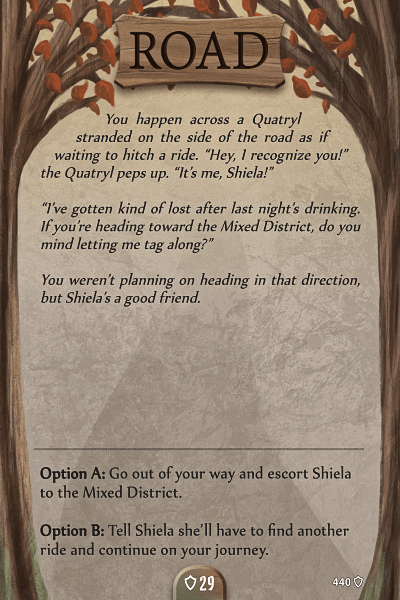 ROAD
You happen across a Quatryl
stranded on the side of the road as if
waiting to hitch a ride. “Hey, I recognize you!”
the Quatryl peps up. “It’s me, Shiela!”
“I’ve gotten kind of lost after last night’s drinking.
If you’re heading toward the Mixed District, do you
mind letting me tag along?”
You weren’t planning on heading in that direction,
but Shiela’s a good friend.
Option A: Go out of your way and escort Shiela
to the Mixed District.
Option B: Tell Shiela she’ll have to find another
ride and continue on your journey.
29
440